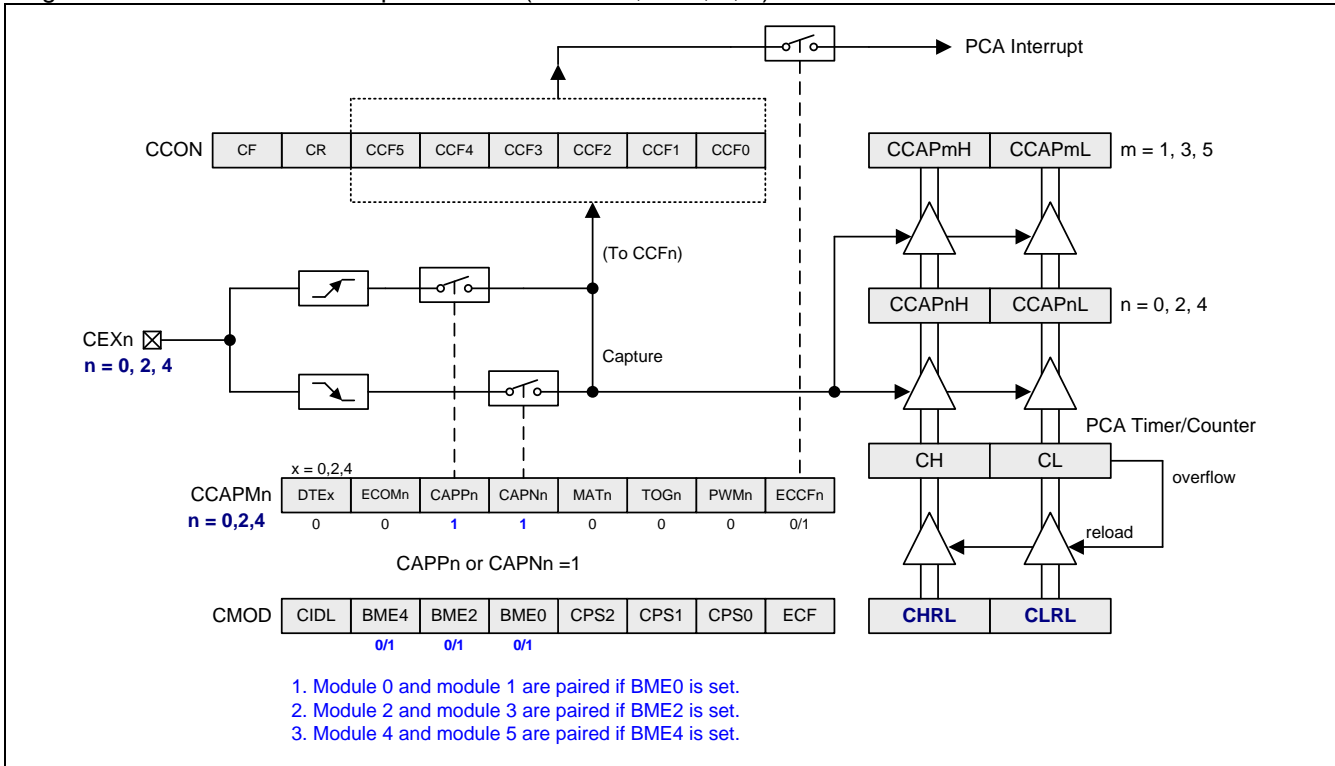 PCA Interrupt
CCON CF CR CCF5 CCF4 CCF3 CCF2 CCF1 CCF0
CCAPmH CCAPmL m = 1, 3, 5
(To CCFn)
CCAPnH CCAPnL n = 0, 2, 4
CEXn
n = 0, 2, 4
Capture
PCA Timer/Counter
CH CL
overflow
x = 0,2,4
CCAPMn DTEx ECOMn CAPPn CAPNn MATn TOGn PWMn ECCFn
n = 0,2,4 0 0 1 1 0 0 0 0/1
reload
CAPPn or CAPNn =1
CMOD CIDL BME4 BME2 BME0 CPS2 CPS1 CPS0 ECF
CHRL CLRL
0/1 0/1 0/1
1. Module 0 and module 1 are paired if BME0 is set.
2. Module 2 and module 3 are paired if BME2 is set.
3. Module 4 and module 5 are paired if BME4 is set.